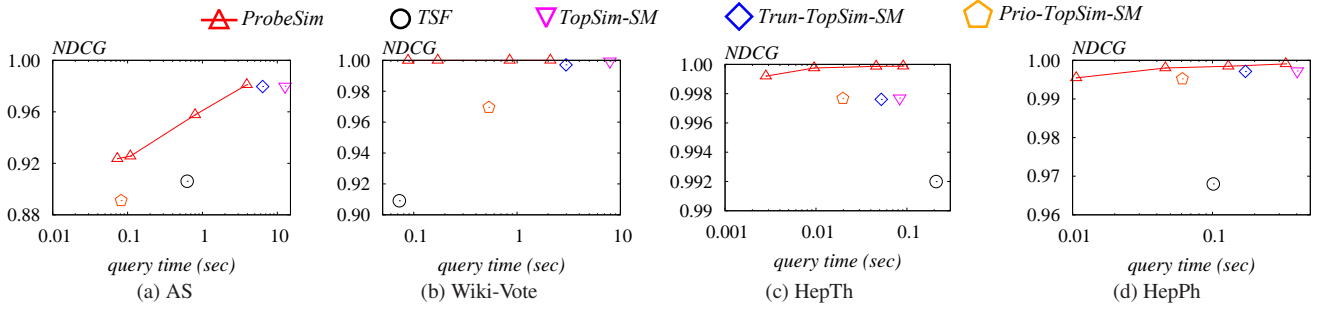 ProbeSim TSF TopSim-SM Trun-TopSim-SM Prio-TopSim-SM
NDCG
1.00
0.96
0.92
0.88
0.01 0.1 1 10
query time (sec)
(a) AS
NDCG
1.00
0.98
0.96
0.94
0.92
0.90
0.1 1 10
query time (sec)
(b) Wiki-Vote
NDCG
1.00
0.998
0.996
0.994
0.992
0.99
0.001 0.01 0.1
query time (sec)
(c) HepTh
NDCG
1.00
0.99
0.98
0.97
0.96
0.01 0.1
query time (sec)
(d) HepPh